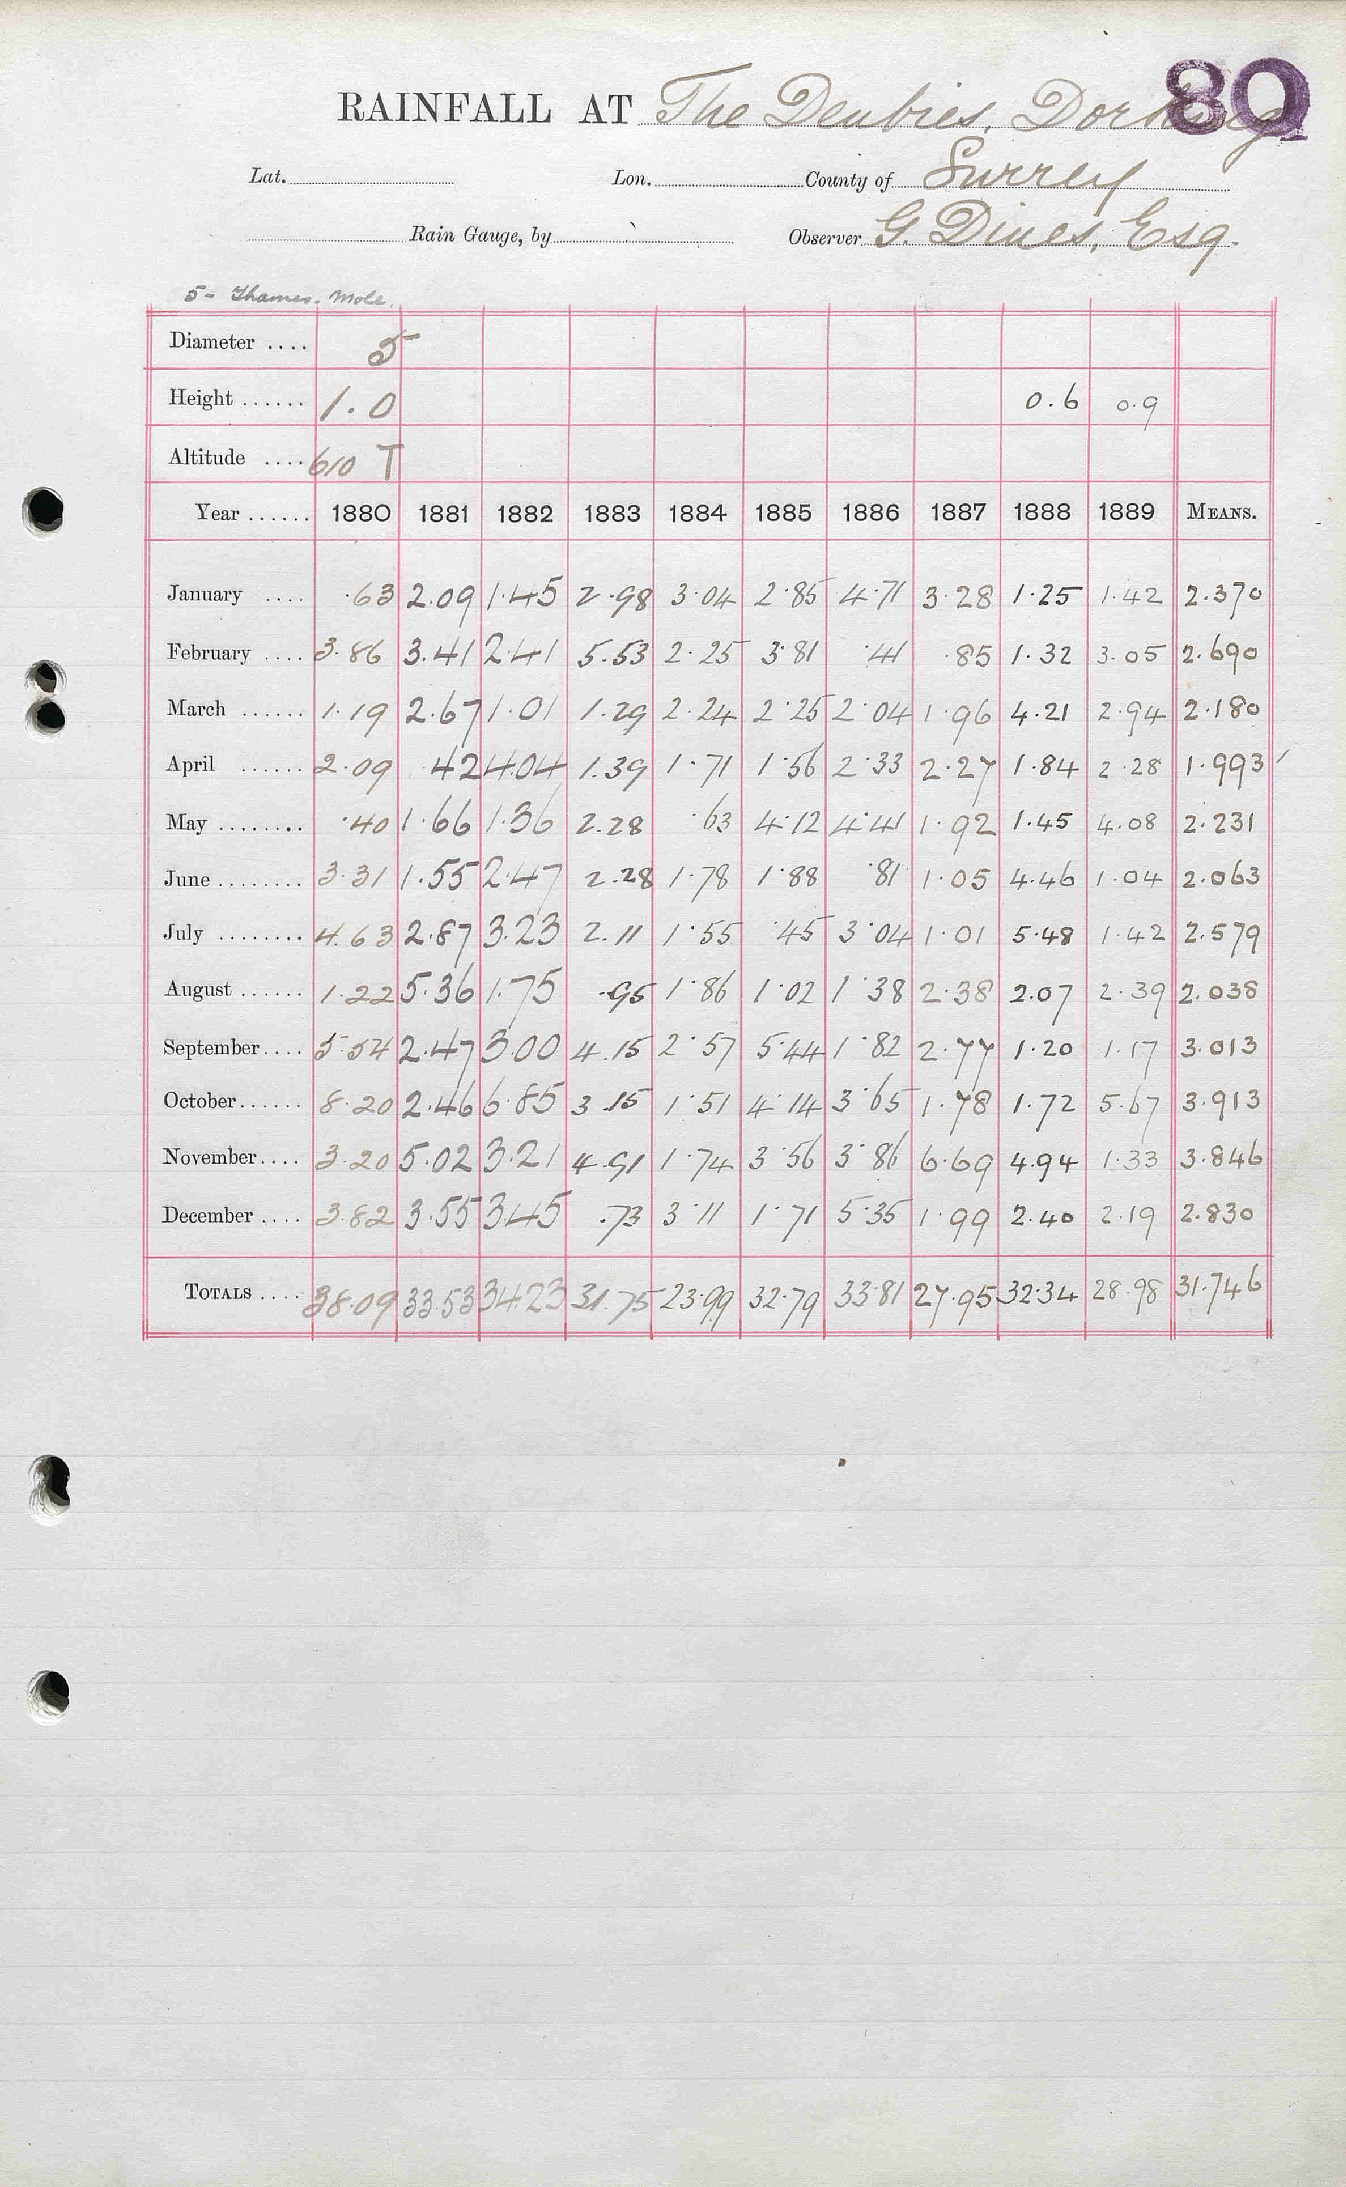 80
RAINFALL AT The Denbies, Dorking
Lat. Lon. County of Surrey
Rain Gauge, by Observer G. Dines, Esq.
5 - Thames - Mole.
Diameter .... 5
Height ...... 1.0 0.6 0.9
Altitude .... 610 T
Year ...... 1880 1881 1882 1883 1884 1885 1886 1887 1888 1889 MEANS.
January .... .63 2.09 1.45 2.98 3.04 2.85 4.71 3.28 1.25 1.42 2.370
February .... 3.86 3.41 2.41 5.53 2.25 3.81 .41 .85 1.32 3.05 2.690
March ...... 1.19 2.67 1.01 1.29 2.24 2.25 2.04 1.96 4.21 2.94 2.180
April ...... 2.09 .42 4.04 1.39 1.71 1.56 2.33 2.27 1.84 2.28 1.993
May ........ .40 1.66 1.36 2.28 .63 4.12 4.41 1.92 1.45 4.08 2.231
June ........ 3.31 1.55 2.47 2.28 1.78 1.88 .81 1.05 4.46 1.04 2.063
July ........ 4.63 2.87 3.23 2.11 1.55 .45 3.04 1.01 5.48 1.42 2.579
August ...... 1.22 5.36 1.75 .95 1.86 1.02 1.38 2.38 2.07 2.39 2.038
September .... 5.54 2.47 3.00 4.15 2.57 5.44 1.82 2.77 1.20 1.17 3.013
October ...... 8.20 2.46 6.85 3.15 1.51 4.14 3.65 1.78 1.72 5.67 3.913
November .... 3.20 5.02 3.21 4.91 1.74 3.56 3.86 6.69 4.94 1.33 3.846
December .... 3.82 3.55 3.45 .73 3.11 1.71 5.35 1.99 2.40 2.19 2.830
TOTALS .... 38.09 33.53 34.23 31.75 23.99 32.79 33.81 27.95 32.34 28.98 31.746